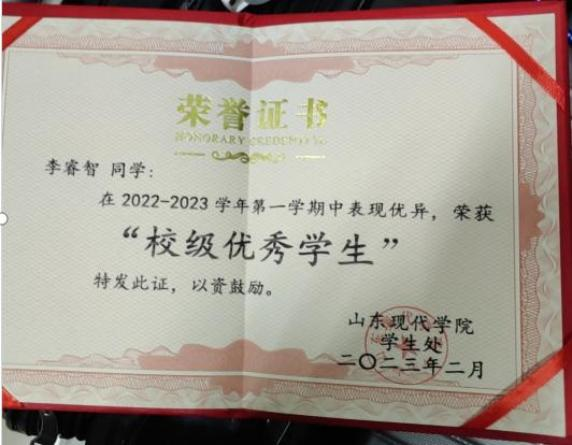 荣誉证书
HONORARY CREDENTIAL
李睿智 同学：
在 2022-2023 学年第一学期中表现优异，荣获
“校级优秀学生”
特发此证，以资鼓励。
山东现代学院
学生处
二〇二三年二月